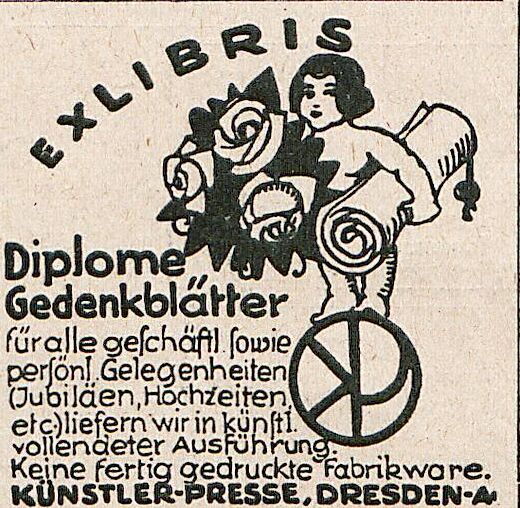 EXLIBRIS
Diplome
Gedenkblätter
für alle geſchäftl. ſowie
perſönl. Gelegenheiten
(Jubiläen, Hochzeiten,
etc) liefern wir in künſtl.
vollendeter Ausführung.
Keine fertig gedruckte Fabrikware.
KÜNSTLER-PRESSE, DRESDEN-A